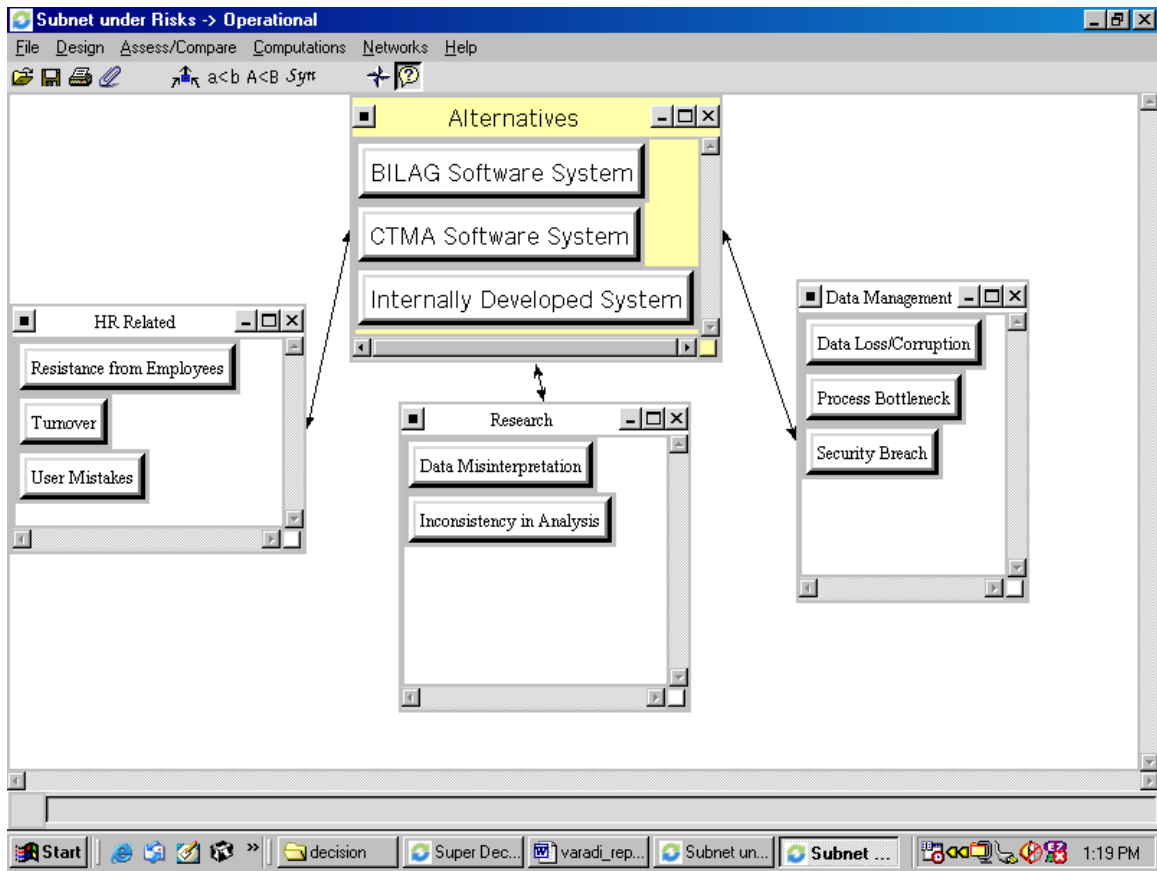 Subnet under Risks -> Operational
File Design Assess/Compare Computations Networks Help
a<b A<B Syn
Alternatives
BILAG Software System
CTMA Software System
Internally Developed System
HR Related
Resistance from Employees
Turnover
User Mistakes
Research
Data Misinterpretation
Inconsistency in Analysis
Data Management
Data Loss/Corruption
Process Bottleneck
Security Breach
Start » decision Super Dec... varadi_rep... Subnet un... Subnet ... 1:19 PM